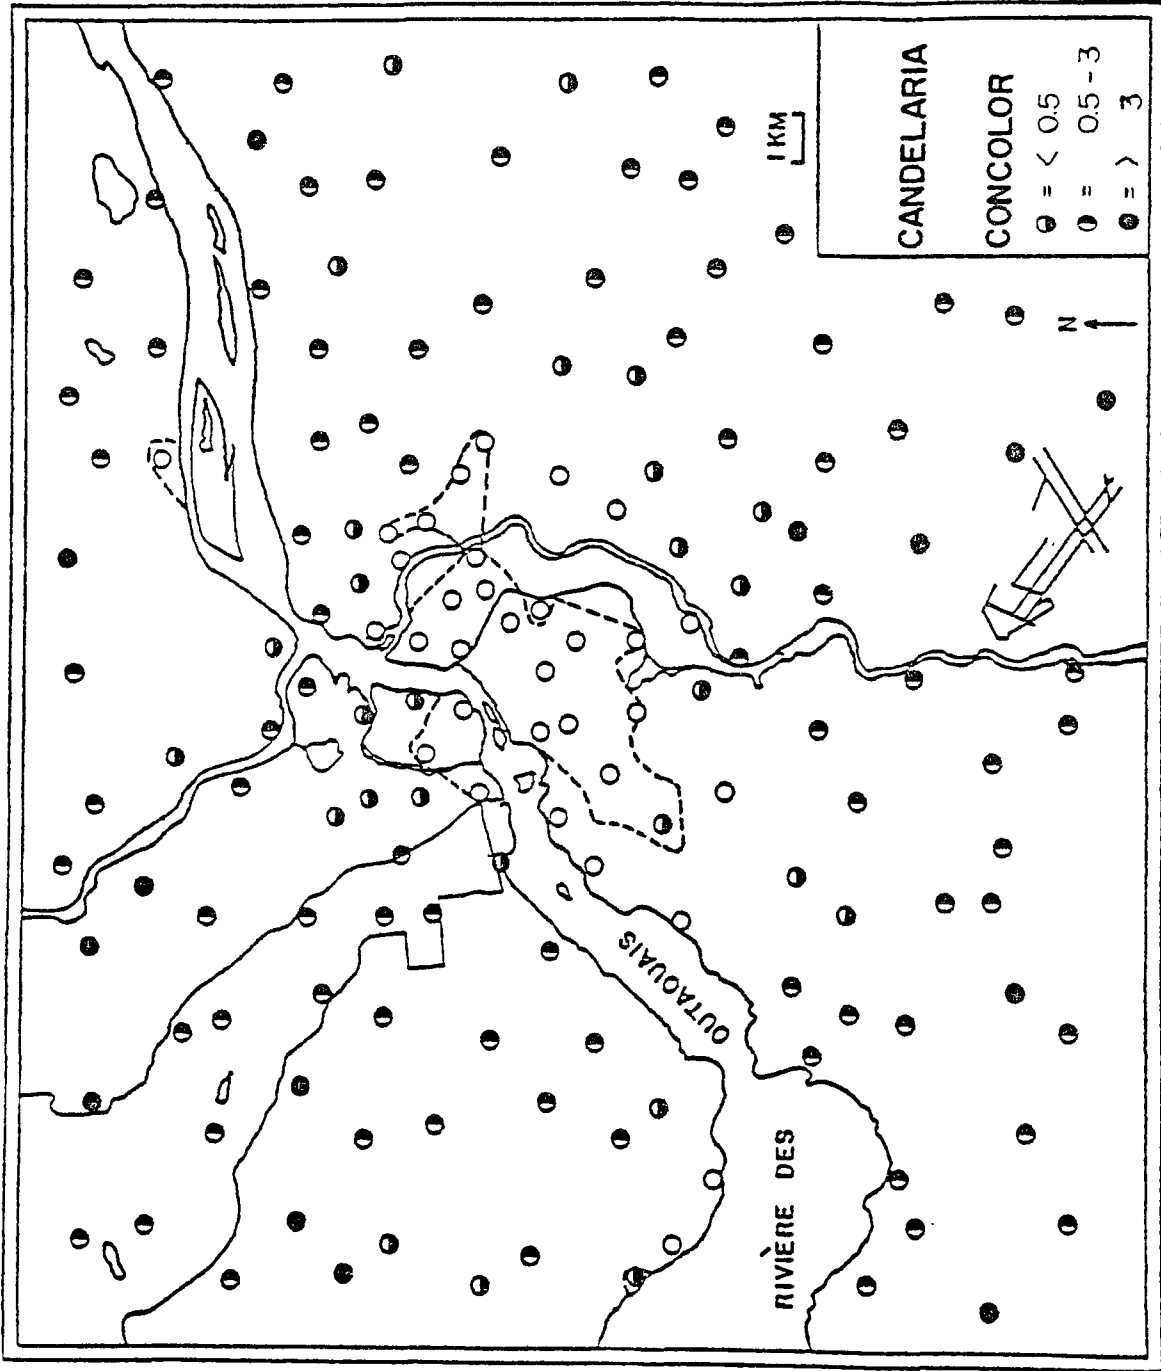 CANDELARIA
CONCOLOR
= < 0.5
= 0.5-3
= > 3
1 KM
N
RIVIÈRE DES
OUTAOUAIS